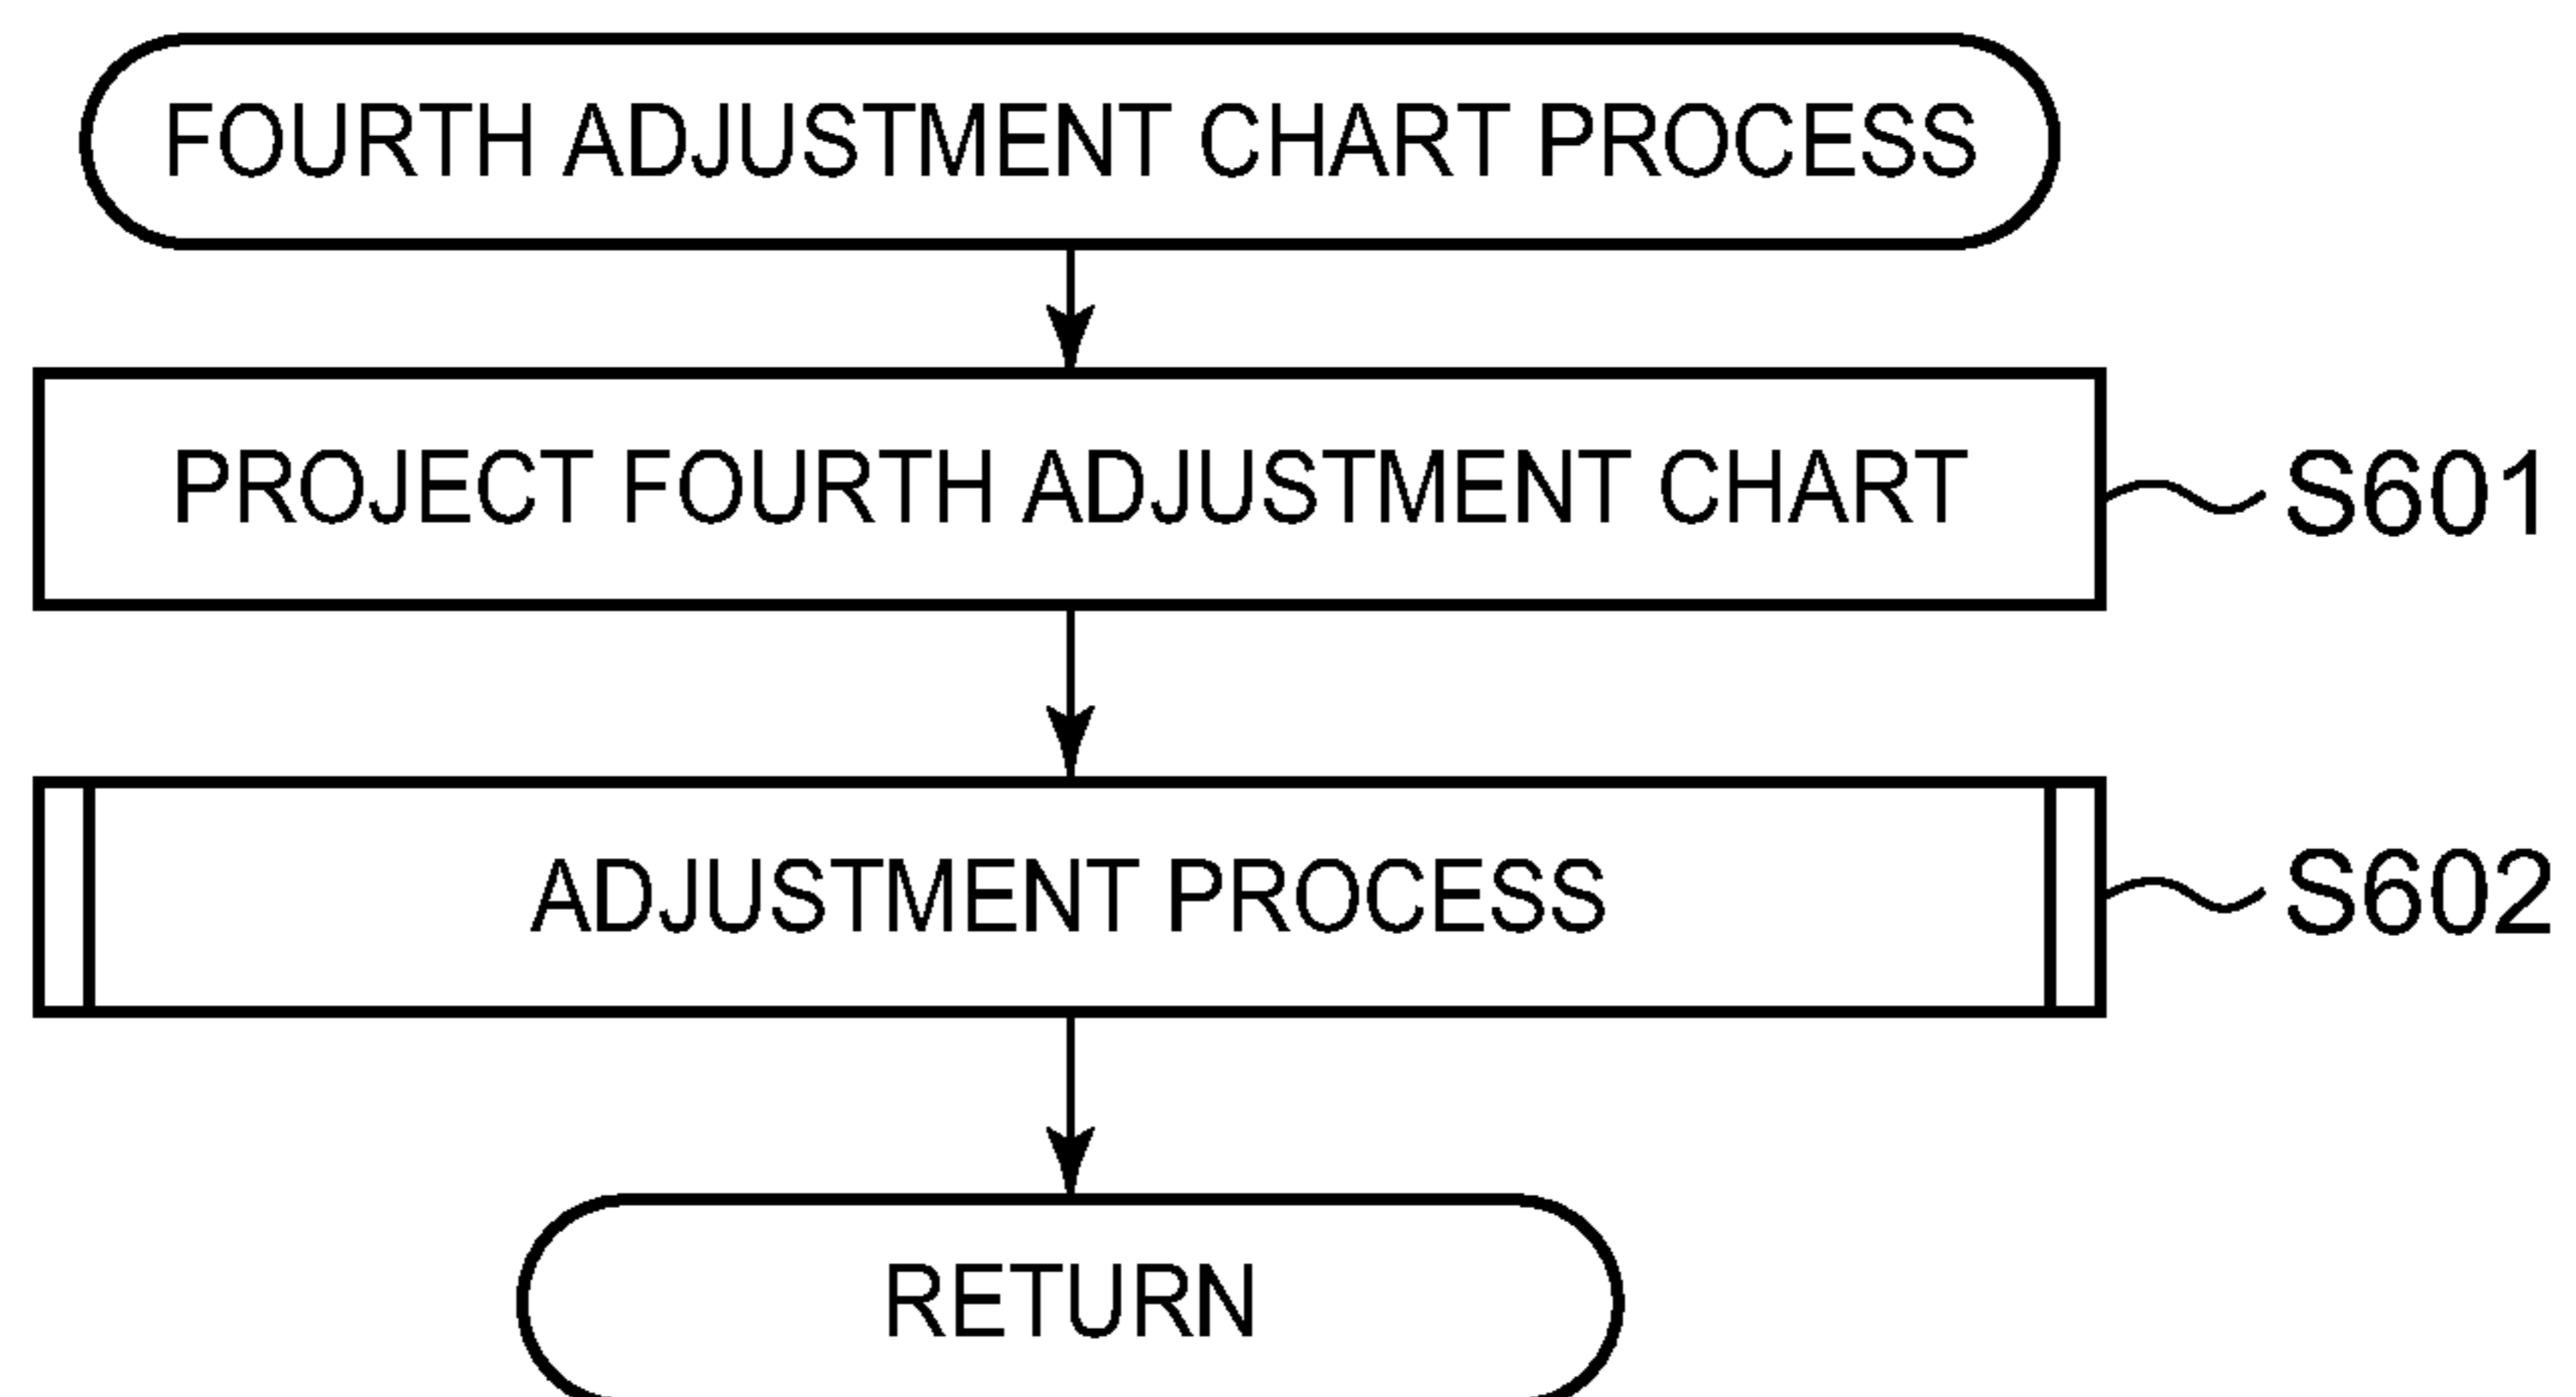 FOURTH ADJUSTMENT CHART PROCESS
PROJECT FOURTH ADJUSTMENT CHART
S601
ADJUSTMENT PROCESS
S602
RETURN